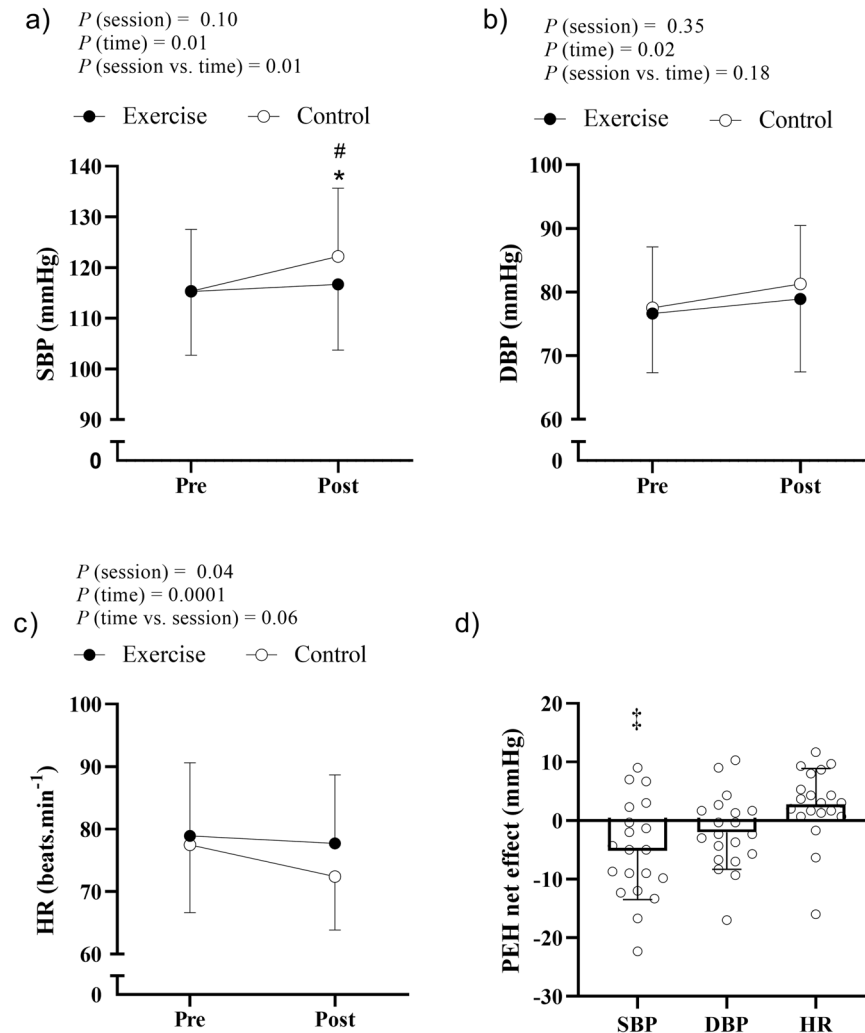 a)
P (session) = 0.10
P (time) = 0.01
P (session vs. time) = 0.01
Exercise Control
SBP (mmHg)
140
130
120
110
100
90
0
#
*
Pre Post
b)
P (session) = 0.35
P (time) = 0.02
P (session vs. time) = 0.18
Exercise Control
DBP (mmHg)
100
90
80
70
60
0
Pre Post
c)
P (session) = 0.04
P (time) = 0.0001
P (time vs. session) = 0.06
Exercise Control
HR (beats.min⁻¹)
100
90
80
70
60
0
Pre Post
d)
PEH net effect (mmHg)
20
10
0
-10
-20
-30
‡
SBP DBP HR